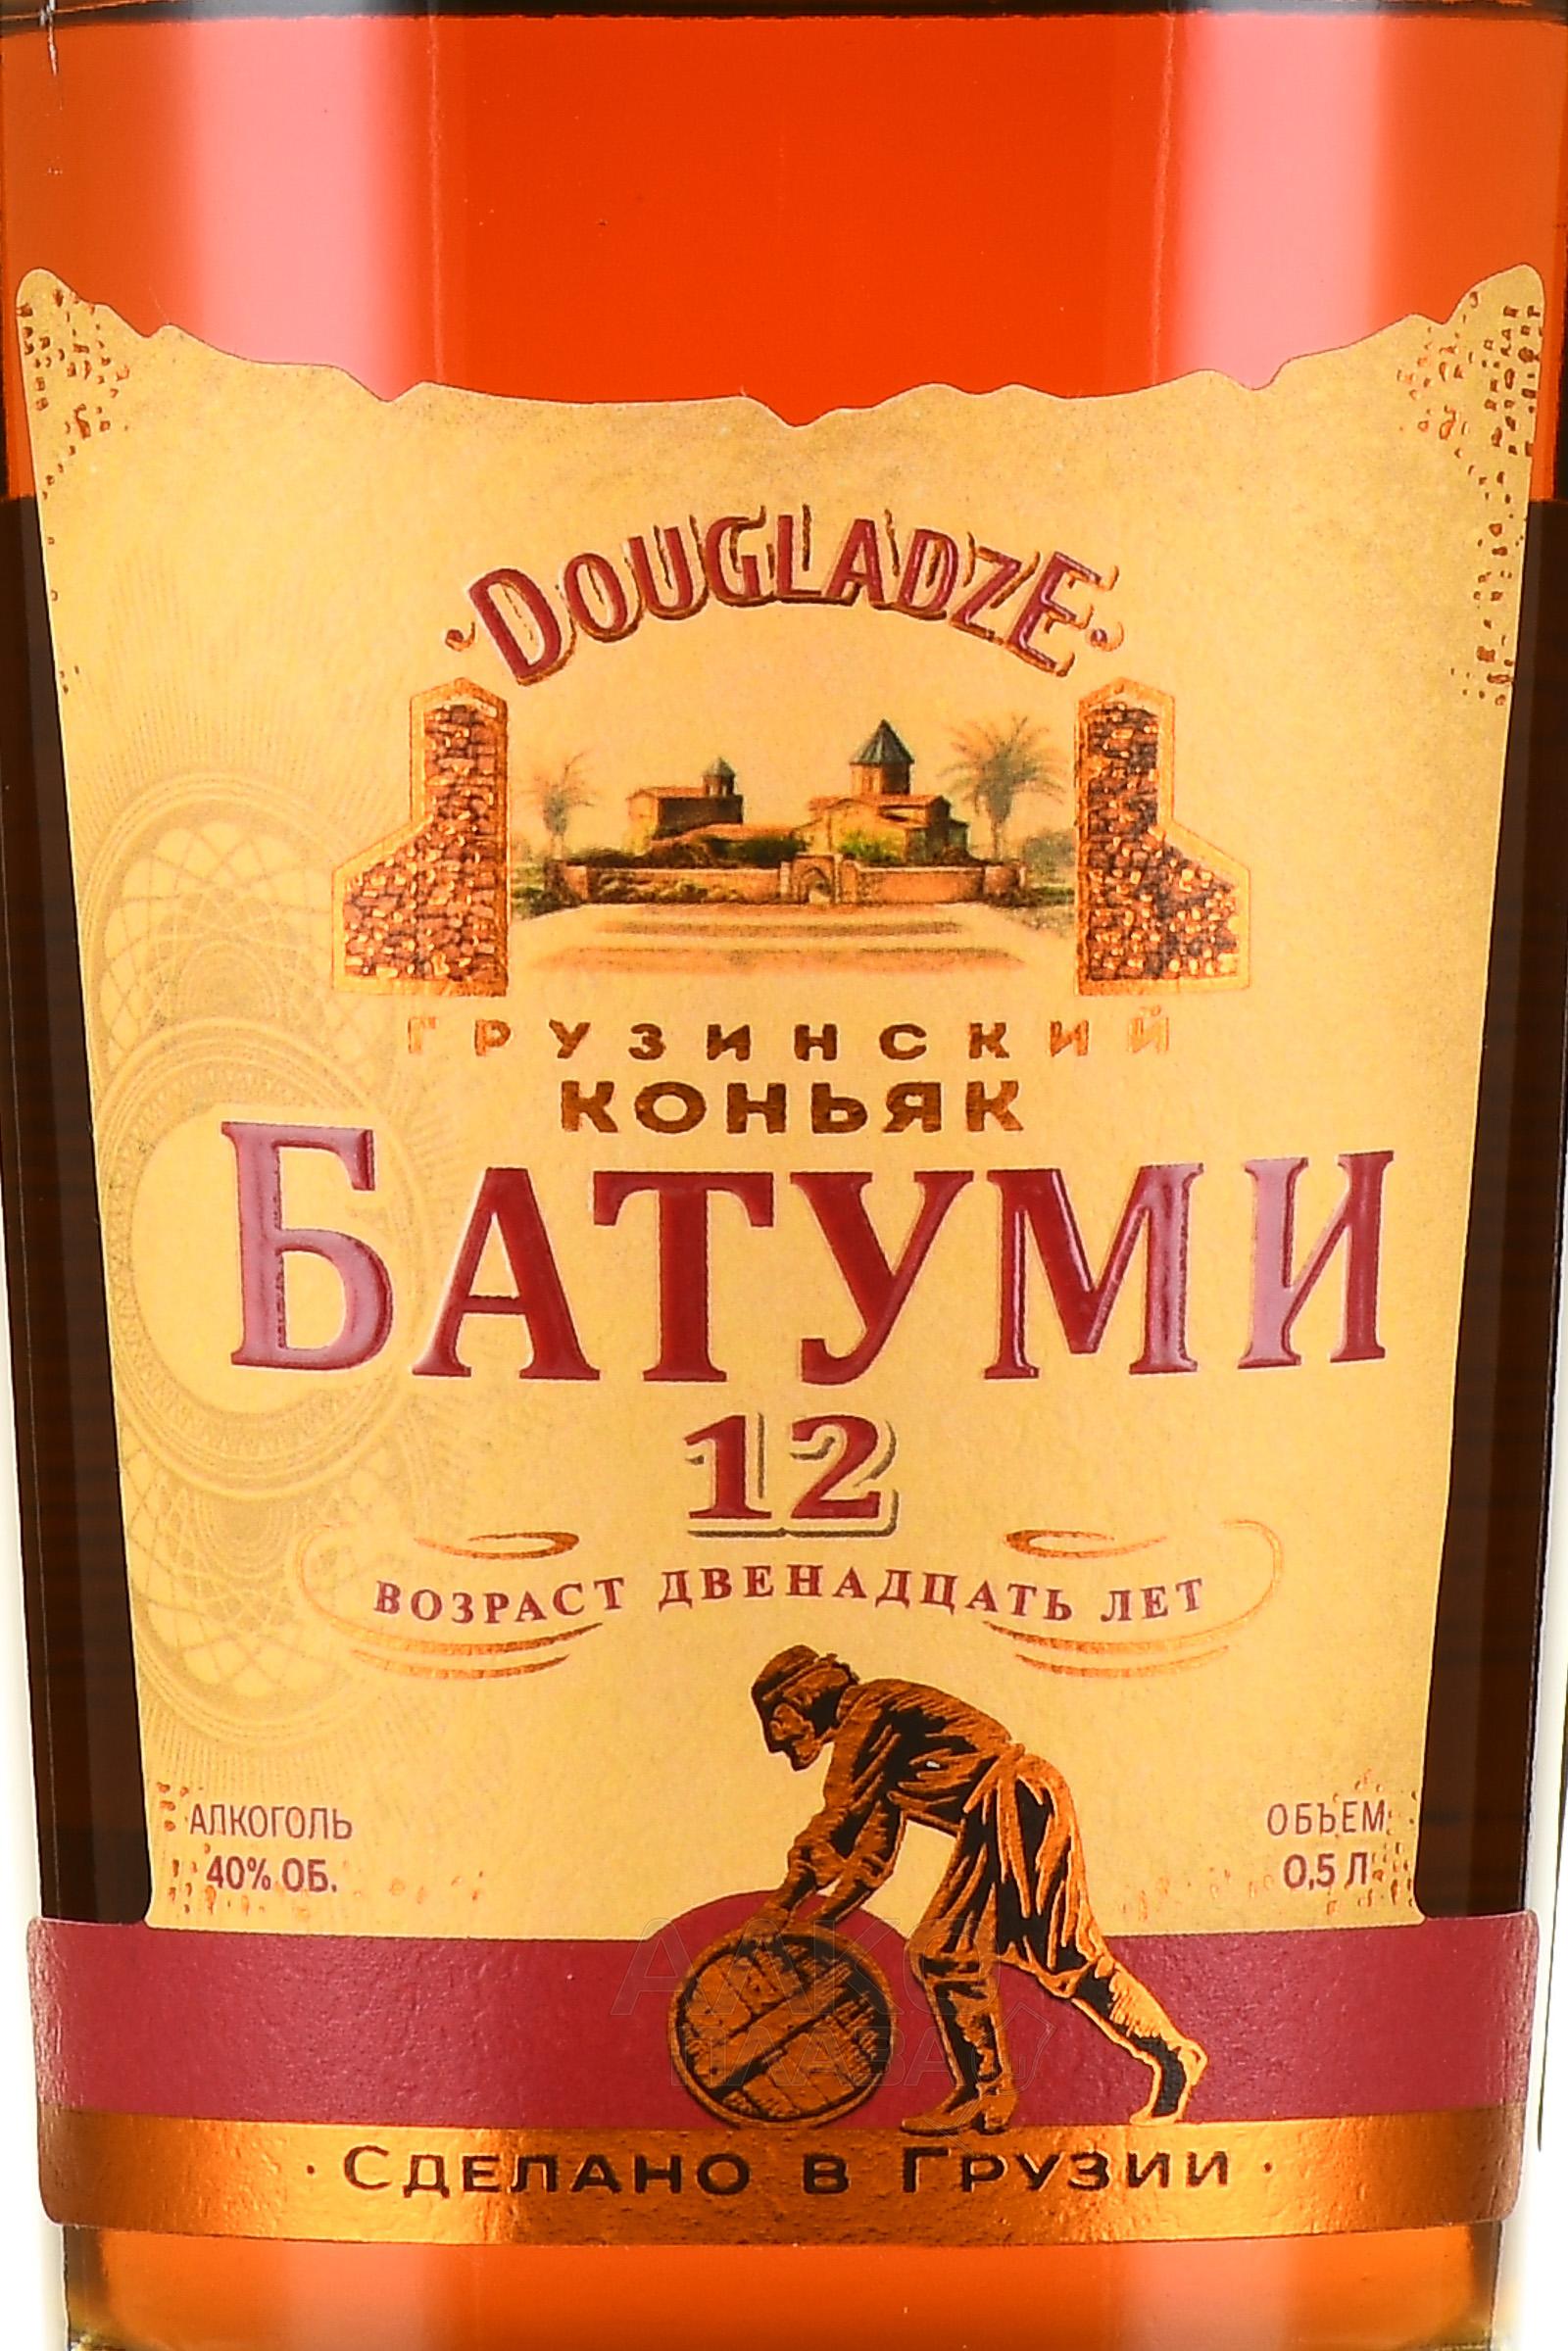 · DOUGLADZE ·
ГРУЗИНСКИЙ
КОНЬЯК
БАТУМИ
12
ВОЗРАСТ ДВЕНАДЦАТЬ ЛЕТ
АЛКОГОЛЬ
40% ОБ.
ОБЪЕМ
0,5 Л
· СДЕЛАНО В ГРУЗИИ ·